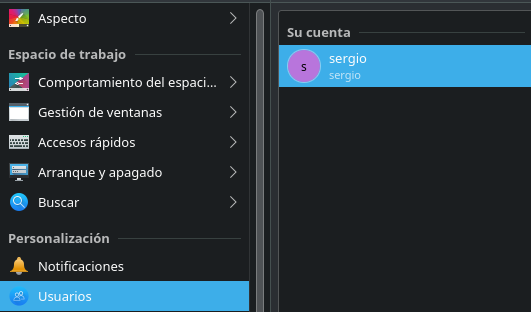 Aspecto
Espacio de trabajo
Comportamiento del espaci...
Gestión de ventanas
Accesos rápidos
Arranque y apagado
Buscar
Personalización
Notificaciones
Usuarios
Su cuenta
s
sergio
sergio